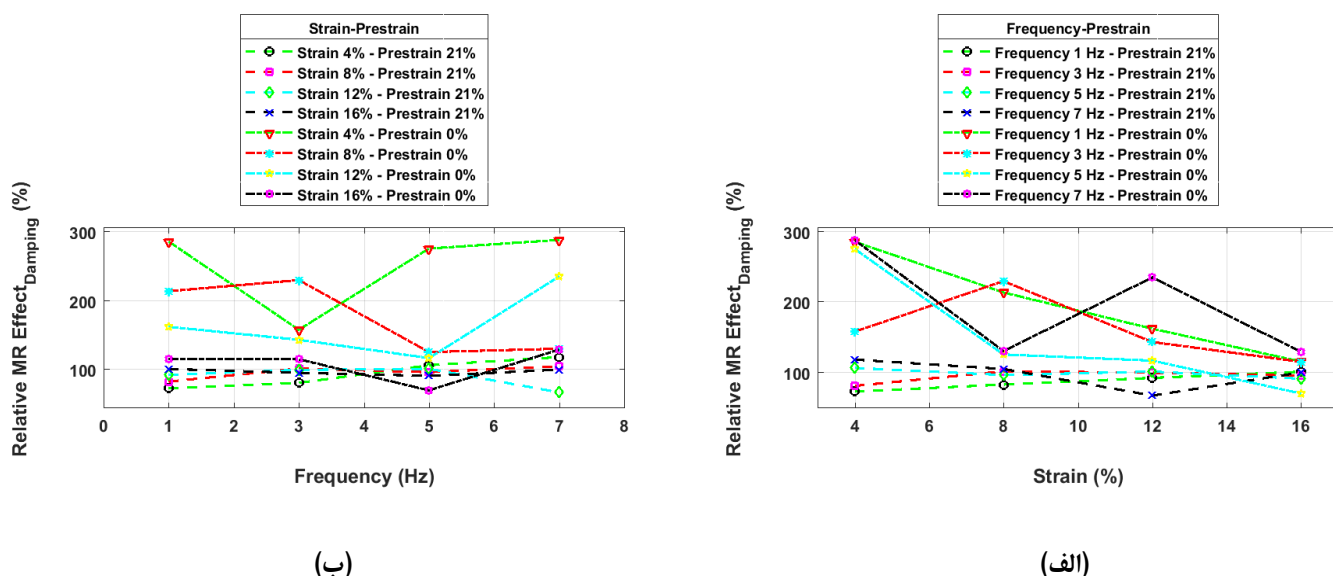 Strain-Prestrain
Strain 4% - Prestrain 21%
Strain 8% - Prestrain 21%
Strain 12% - Prestrain 21%
Strain 16% - Prestrain 21%
Strain 4% - Prestrain 0%
Strain 8% - Prestrain 0%
Strain 12% - Prestrain 0%
Strain 16% - Prestrain 0%
Relative MR Effect_Damping (%)
300
200
100
0 1 2 3 4 5 6 7 8
Frequency (Hz)
(ب)
Frequency-Prestrain
Frequency 1 Hz - Prestrain 21%
Frequency 3 Hz - Prestrain 21%
Frequency 5 Hz - Prestrain 21%
Frequency 7 Hz - Prestrain 21%
Frequency 1 Hz - Prestrain 0%
Frequency 3 Hz - Prestrain 0%
Frequency 5 Hz - Prestrain 0%
Frequency 7 Hz - Prestrain 0%
Relative MR Effect_Damping (%)
300
200
100
4 6 8 10 12 14 16
Strain (%)
(الف)